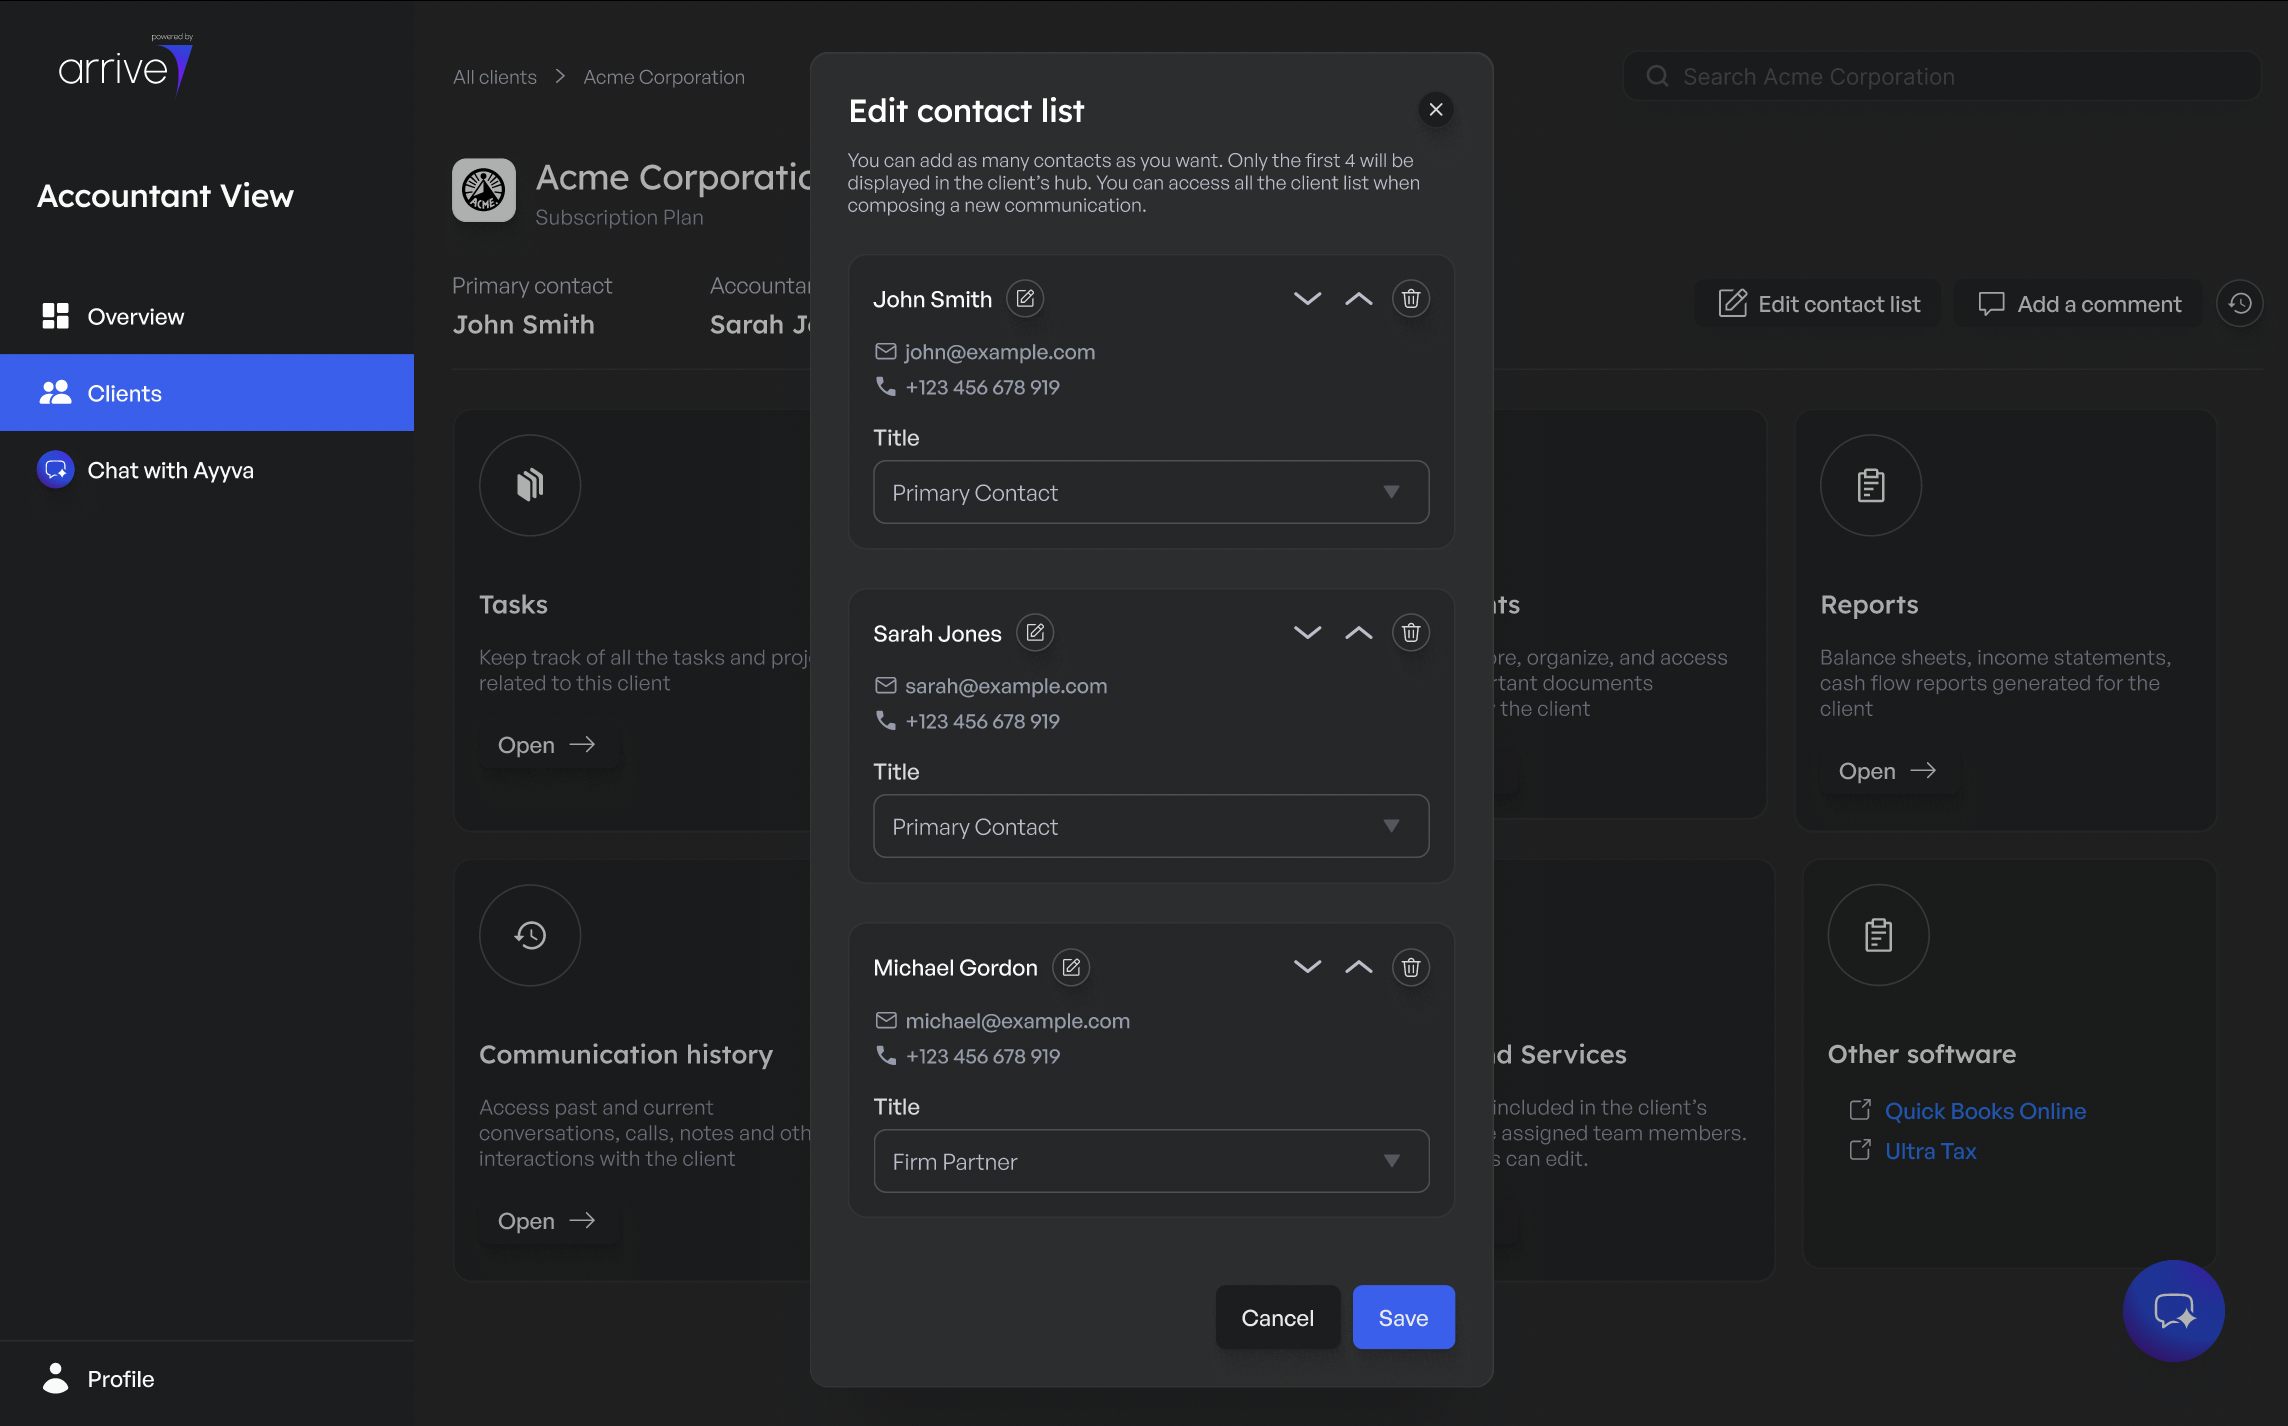 powered by
arrive
Accountant View
Overview
Clients
Chat with Ayyva
Profile
All clients > Acme Corporation
Search Acme Corporation
ACME.
Acme Corporatio
Subscription Plan
Primary contact
John Smith
Accountan
Sarah Jo
Edit contact list
Add a comment
Tasks
Keep track of all the tasks and proje
related to this client
Open
nts
ore, organize, and access
rtant documents
the client
Reports
Balance sheets, income statements,
cash flow reports generated for the
client
Open
Communication history
Access past and current
conversations, calls, notes and oth
interactions with the client
Open
d Services
included in the client’s
e assigned team members.
s can edit.
Other software
Quick Books Online
Ultra Tax
Edit contact list
You can add as many contacts as you want. Only the first 4 will be
displayed in the client’s hub. You can access all the client list when
composing a new communication.
John Smith
john@example.com
+123 456 678 919
Title
Primary Contact
Sarah Jones
sarah@example.com
+123 456 678 919
Title
Primary Contact
Michael Gordon
michael@example.com
+123 456 678 919
Title
Firm Partner
Cancel
Save